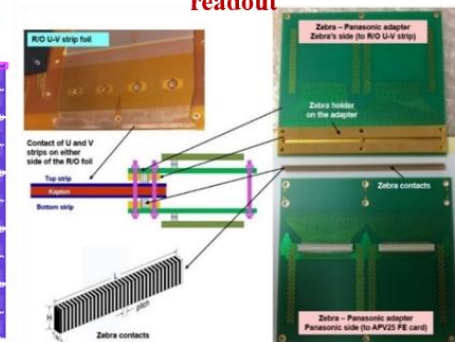 readout
R/O U-V strip foil
Contact of U and V
strips on either
side of the R/O foil
Top strip
Kapton
Bottom strip
L
H
pitch
Zebra contacts
Zebra – Panasonic adapter
Zebra's side (to R/O U-V strip)
Zebra holder
on the adapter
Zebra contacts
Zebra – Panasonic adapter
Panasonic side (to APV25 FE card)